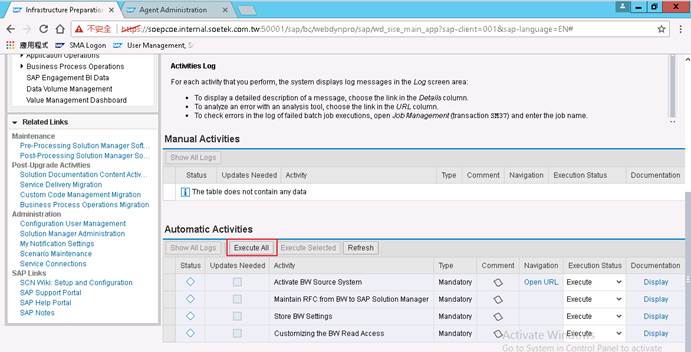 Infrastructure Preparation
Agent Administration
不安全
https://soepcoe.internal.soetek.com.tw:50001/sap/bc/webdynpro/sap/wd_sise_main_app?sap-client=001&sap-language=EN#
應用程式
SMA Logon
User Management, S
Application Operations
Business Process Operations
SAP Engagement BI Data
Data Volume Management
Value Management Dashboard
Related Links
Maintenance
Pre-Processing Solution Manager Soft...
Post-Processing Solution Manager So...
Post-Upgrade Activities
Solution Documentation Content Activ...
Service Delivery Migration
Custom Code Management Migration
Business Process Operations Migration
Administration
Configuration User Management
Solution Manager Administration
My Notification Settings
Scenario Maintenance
Service Connections
SAP Links
SCN Wiki: Setup and Configuration
SAP Support Portal
SAP Help Portal
SAP Notes
Activities Log
For each activity that you perform, the system displays log messages in the Log screen area:
• To display a detailed description of a message, choose the link in the Details column.
• To analyze an error with an analysis tool, choose the link in the URL column.
• To check errors in the log of failed batch job executions, open Job Management (transaction SM37) and enter the job name.
Manual Activities
Show All Logs
Status Updates Needed Activity Type Comment Navigation Execution Status Documentation
The table does not contain any data
Automatic Activities
Show All Logs Execute All Execute Selected Refresh
Status Updates Needed Activity Type Comment Navigation Execution Status Documentation
Activate BW Source System Mandatory Open URL Execute Display
Maintain RFC from BW to SAP Solution Manager Mandatory Execute Display
Store BW Settings Mandatory Execute Display
Customizing the BW Read Access Mandatory Execute Display
Activate Windows
Go to System in Control Panel to activate